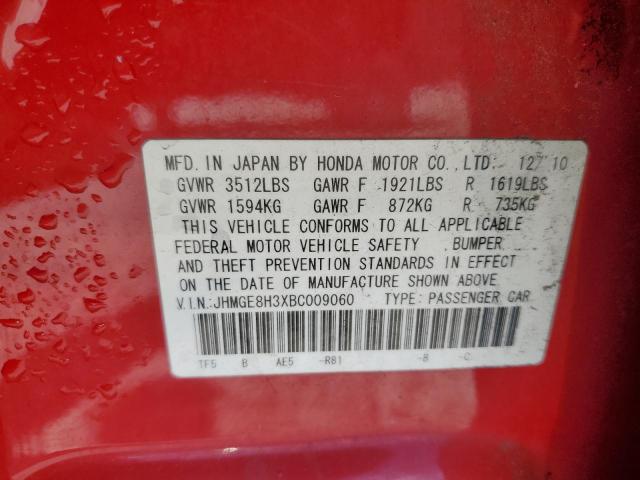 MFD. IN JAPAN BY HONDA MOTOR CO.,LTD. 12/10
GVWR 3512LBS GAWR F 1921LBS R 1619LBS
GVWR 1594KG GAWR F 872KG R 735KG
THIS VEHICLE CONFORMS TO ALL APPLICABLE
FEDERAL MOTOR VEHICLE SAFETY BUMPER
AND THEFT PREVENTION STANDARDS IN EFFECT
ON THE DATE OF MANUFACTURE SHOWN ABOVE.
V.I.N.:JHMGE8H3XBC009060 TYPE: PASSENGER CAR
TF5 B AE5 -R81 -B -C